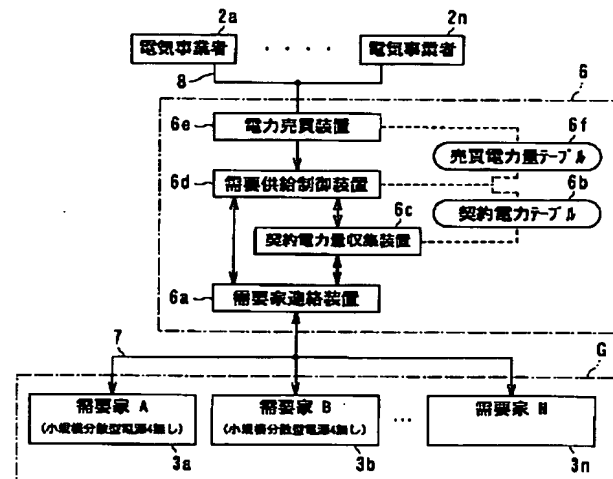 2a 2n
電気事業者 · · · · 電気事業者
8 6
6e 電力売買装置 6f
売買電力量テーブル
6d 需要供給制御装置 6b
6c 契約電力テーブル
契約電力量収集装置
6a 需要家連絡装置
7 G
需要家 A 需要家 B ··· 需要家 N
(小規模分散型電源4無し) (小規模分散型電源4無し)
3a 3b 3n